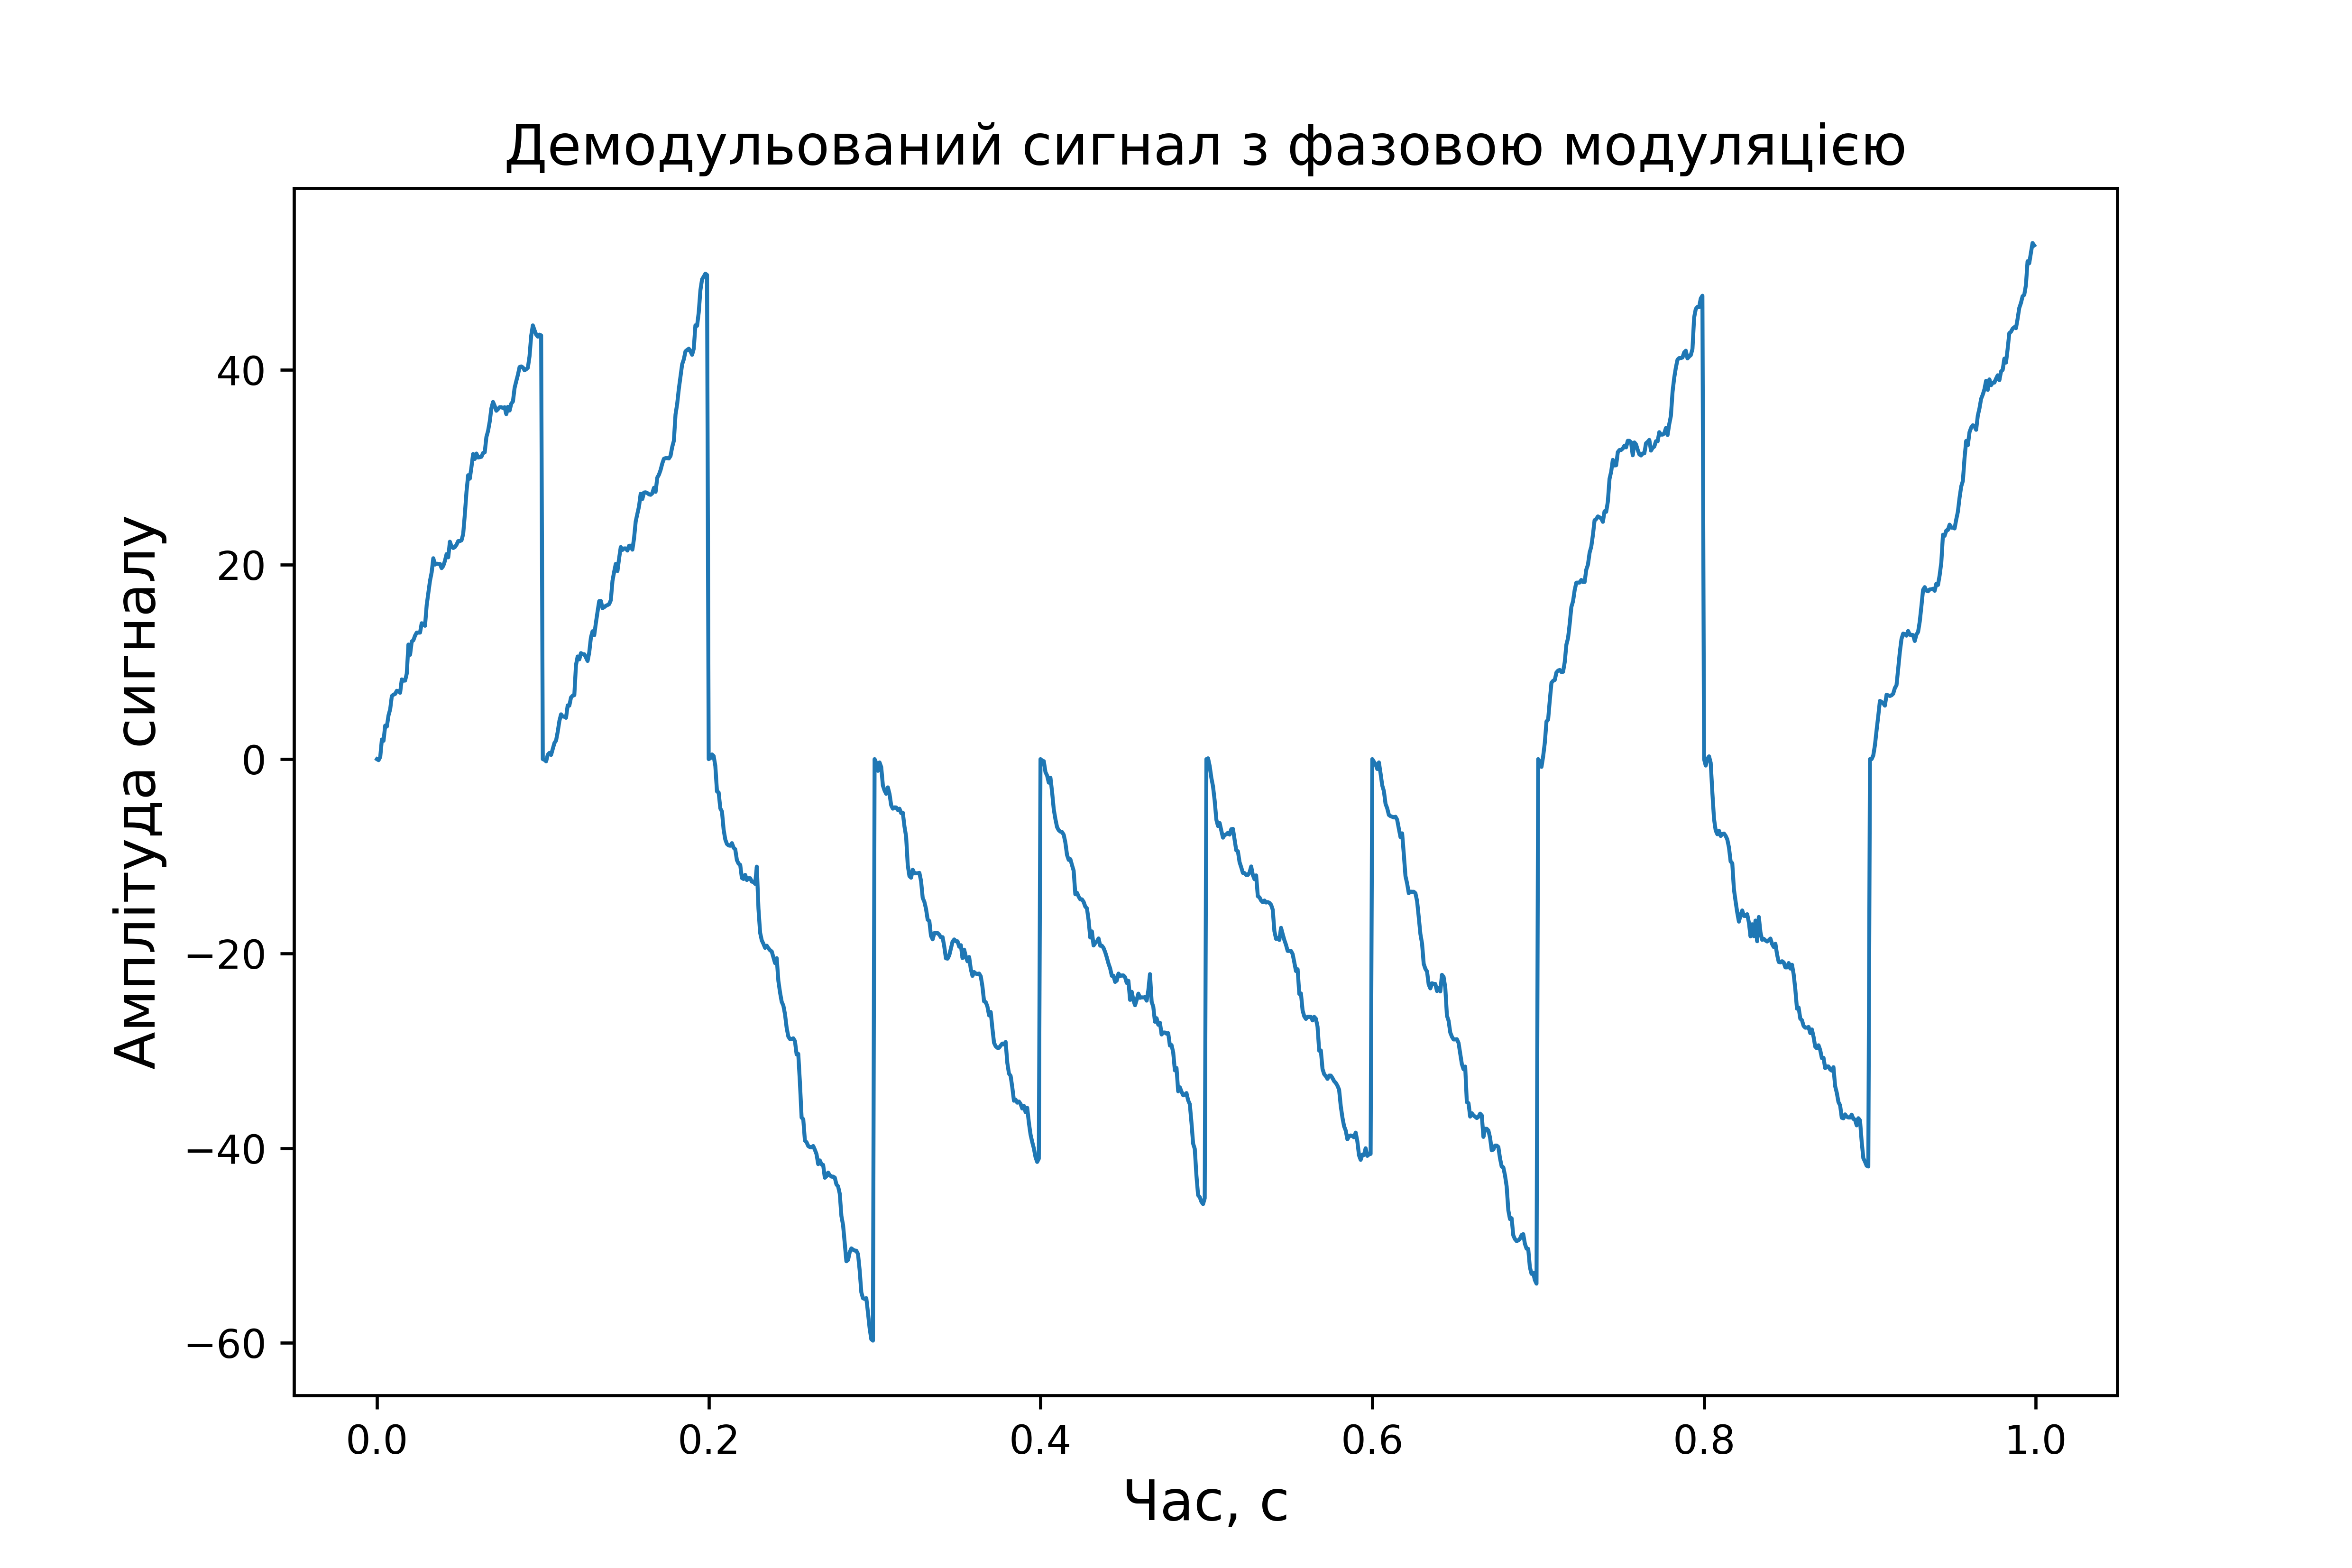 Демодульований сигнал з фазовою модуляцією
Амплітуда сигналу
40
20
0
−20
−40
−60
0.0 0.2 0.4 0.6 0.8 1.0
Час, с